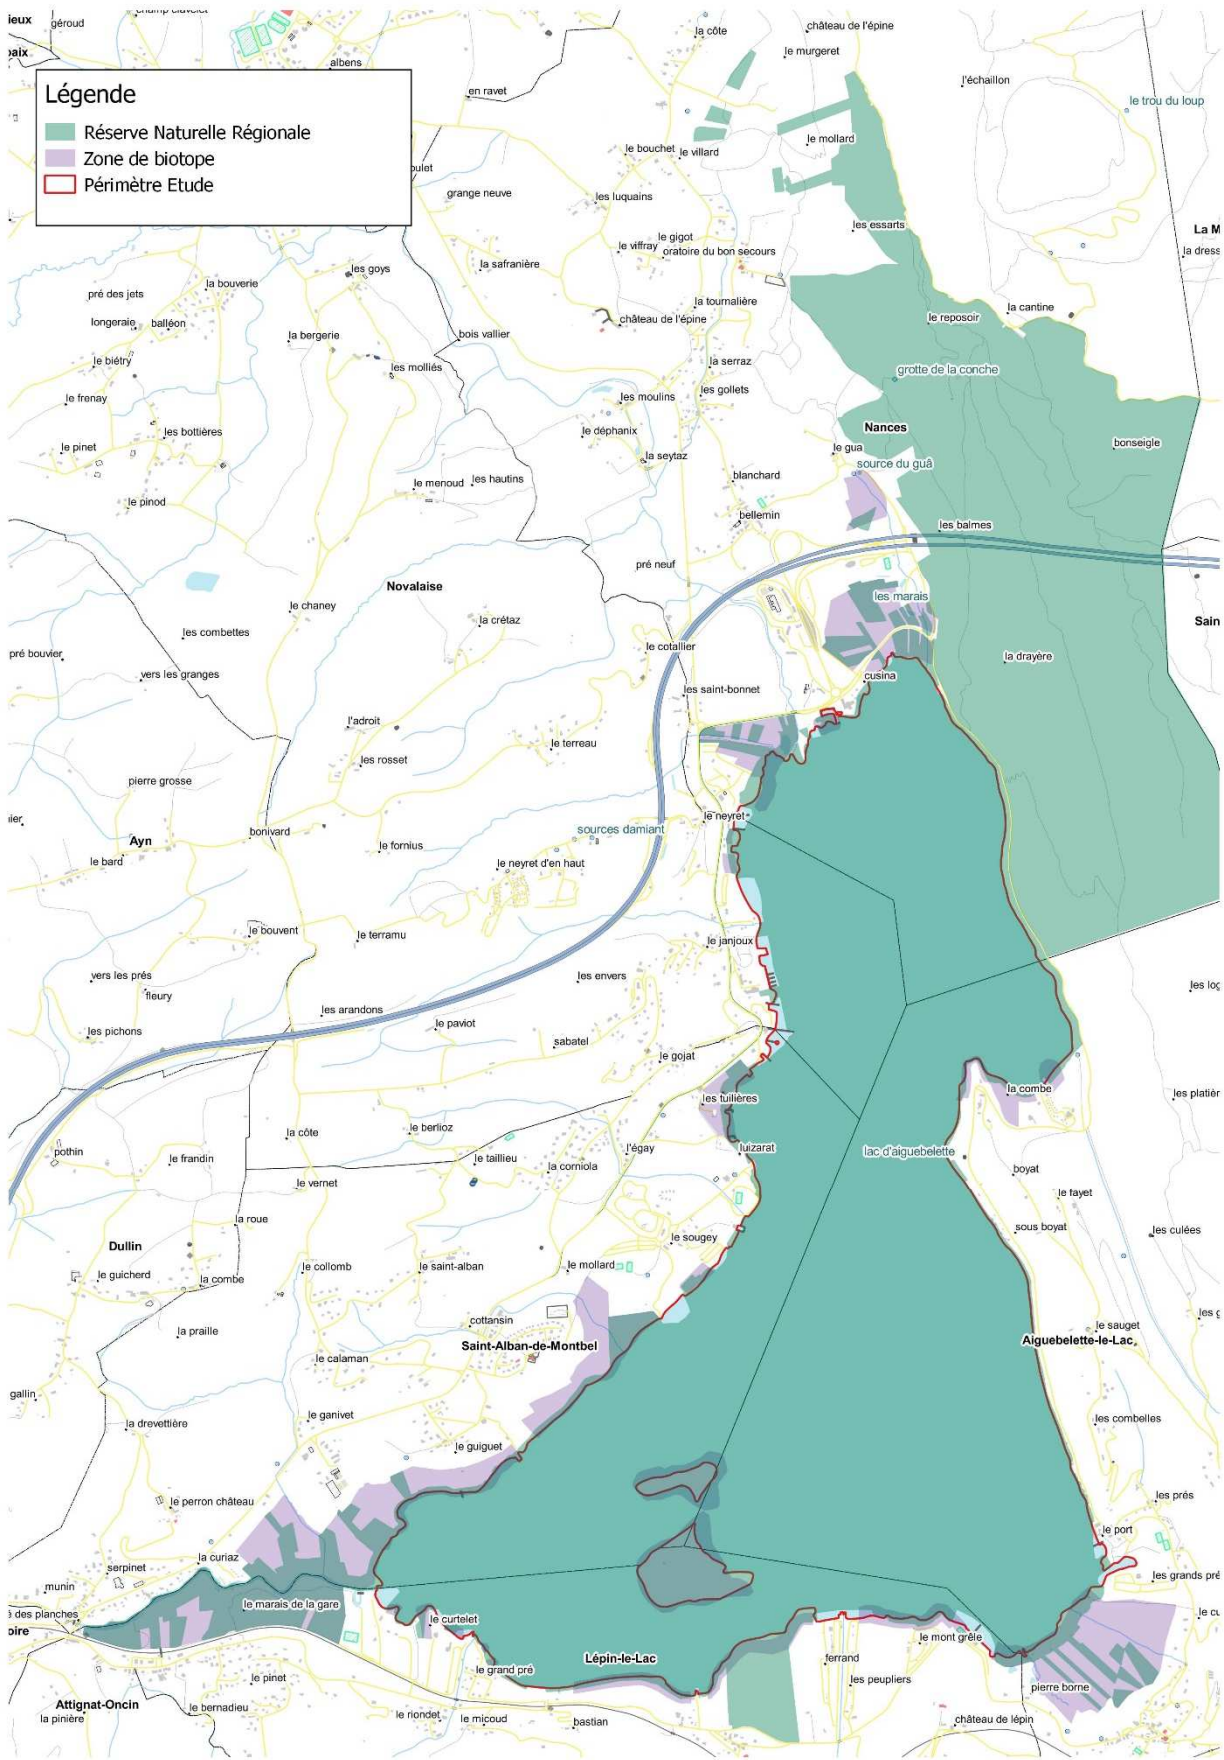 géroud
la côte
château de l'épine
le murgeret
l'échaillon
albens
en ravet
Légende
Réserve Naturelle Régionale
Zone de biotope
Périmètre Etude
le trou du loup
le mollard
le bouchet
le villard
grange neuve
les luquains
les essarts
le gigot
le viffray
oratoire du bon secours
La M
la dress
la safranière
les goys
la bouverie
pré des jets
la tournalière
la cantine
longeraie
balléon
château de l'épine
le reposoir
la bergerie
bois vallier
le biétry
les molliés
la serraz
grotte de la conche
les gollets
le frenay
les moulins
Nances
les bottières
le déphanix
bonseigle
le pinet
le gua
la seytaz
source du guâ
blanchard
le menoud
les hautins
le pinod
bellemin
les balmes
pré neuf
Novalaise
les marais
le chaney
la crétaz
Sain
les combettes
le cotallier
pré bouvier
la drayère
vers les granges
cusina
les saint-bonnet
l'adroit
le terreau
les rosset
pierre grosse
le neyret
sources damiant
bonivard
Ayn
le fornius
le bard
le neyret d'en haut
le bouvent
le terramu
le janjoux
vers les prés
les envers
fleury
les arandons
le paviot
les pichons
sabatel
le gojat
la combe
les platièr
les tuilières
la côte
le berlioz
pothin
l'égay
luizarat
lac d'aiguebelette
le frandin
le taillieu
la corniola
boyat
le vernet
le fayet
la roue
sous boyat
les culées
Dullin
le sougey
le collomb
le saint-alban
le mollard
le guicherd
la combe
cottansin
le sauget
la praille
Saint-Alban-de-Montbel
Aiguebelette-le-Lac
le calaman
gallin
le ganivet
la drevettière
les combelles
le guiguet
le perron château
les prés
le port
la curiaz
serpinet
les grands pré
munin
le marais de la gare
é des planches
le curtelet
oire
le mont grêle
Lépin-le-Lac
ferrand
le grand pré
le pinet
les peupliers
pierre borne
Attignat-Oncin
le bernadieu
la pinière
le riondet
le micoud
bastian
château de lépin